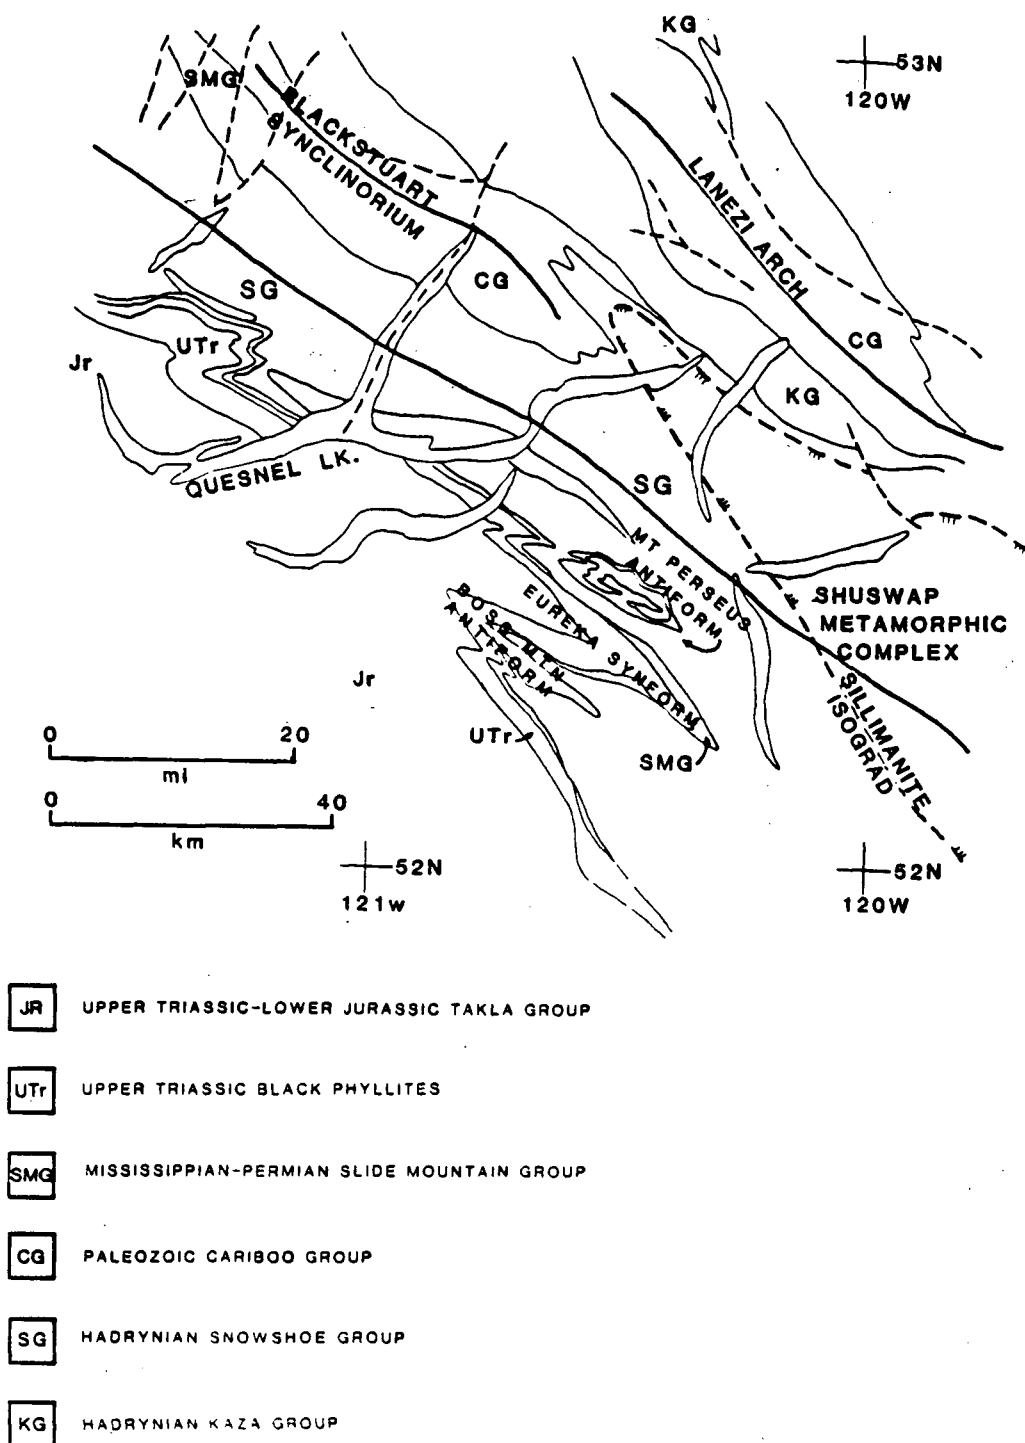 KG
53N
120W
SMG
BLACKSTUART
SYNCLINORIUM
LANEZI ARCH
SG
CG
CG
UTr
Jr
KG
QUESNEL LK.
SG
MT PERSEUS
ANTIFORM
EUREKA SYNFORM
BOSS MTN
ANTIFORM
SHUSWAP
METAMORPHIC
COMPLEX
SILLIMANITE
ISOGRAD
Jr
UTr
SMG
0 20
mi
0 40
km
52N
121w
52N
120W
JR UPPER TRIASSIC-LOWER JURASSIC TAKLA GROUP
UTr UPPER TRIASSIC BLACK PHYLLITES
SMG MISSISSIPPIAN-PERMIAN SLIDE MOUNTAIN GROUP
CG PALEOZOIC CARIBOO GROUP
SG HADRYNIAN SNOWSHOE GROUP
KG HADRYNIAN KAZA GROUP